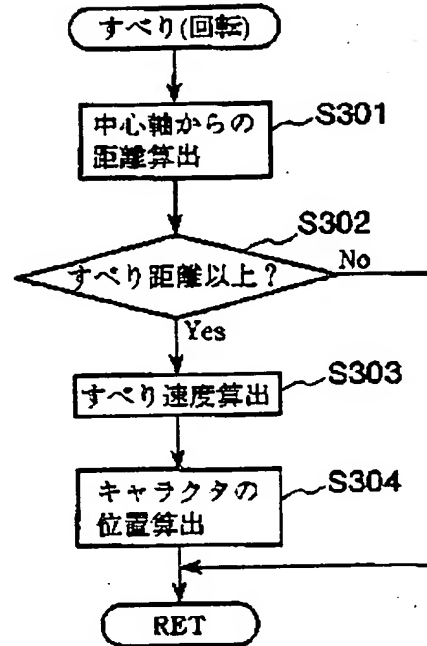 すべり(回転)
中心軸からの
距離算出
S301
すべり距離以上？
S302
No
Yes
すべり速度算出
S303
キャラクタの
位置算出
S304
RET